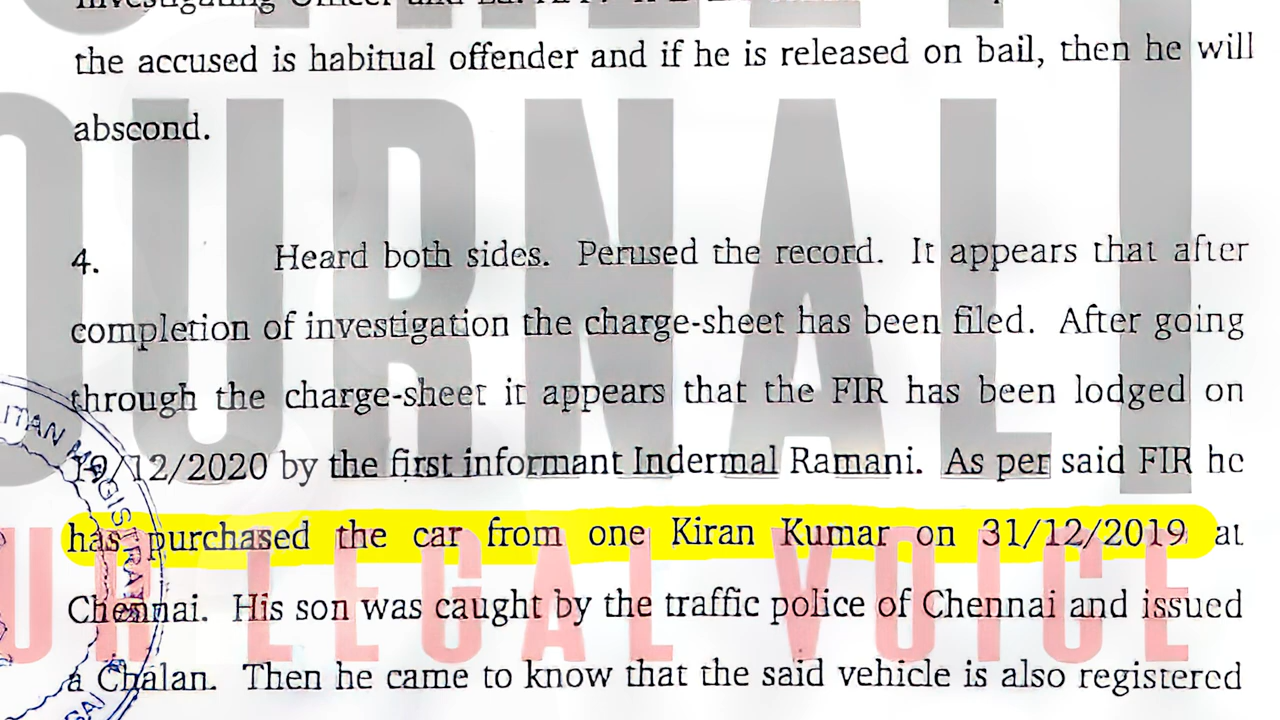 the accused is habitual offender and if he is released on bail, then he will
abscond.
4. Heard both sides. Perused the record. It appears that after
completion of investigation the charge-sheet has been filed. After going
through the charge-sheet it appears that the FIR has been lodged on
19/12/2020 by the first informant Indermal Ramani. As per said FIR he
has purchased the car from one Kiran Kumar on 31/12/2019 at
Chennai. His son was caught by the traffic police of Chennai and issued
a Chalan. Then he came to know that the said vehicle is also registered
OURNAL
UR LEGAL VOICE